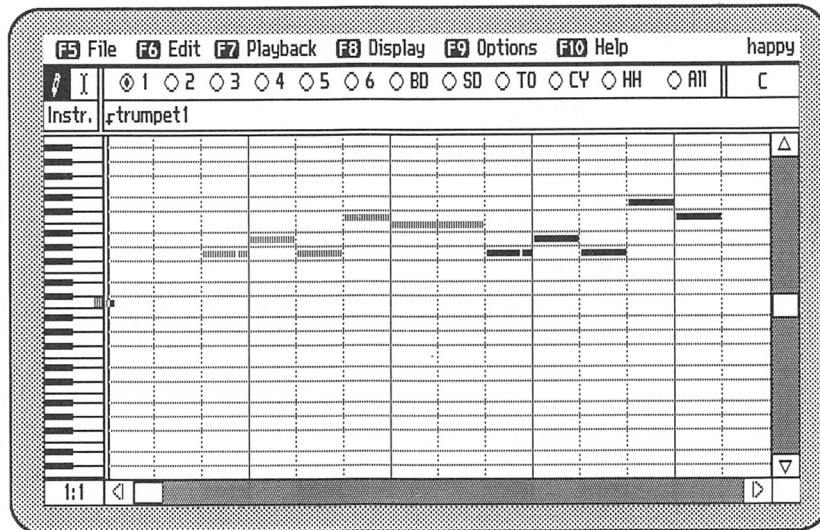 F5 File F6 Edit F7 Playback F8 Display F9 Options F10 Help happy
1 2 3 4 5 6 BD SD TO CY HH All C
Instr. trumpet1
1:1